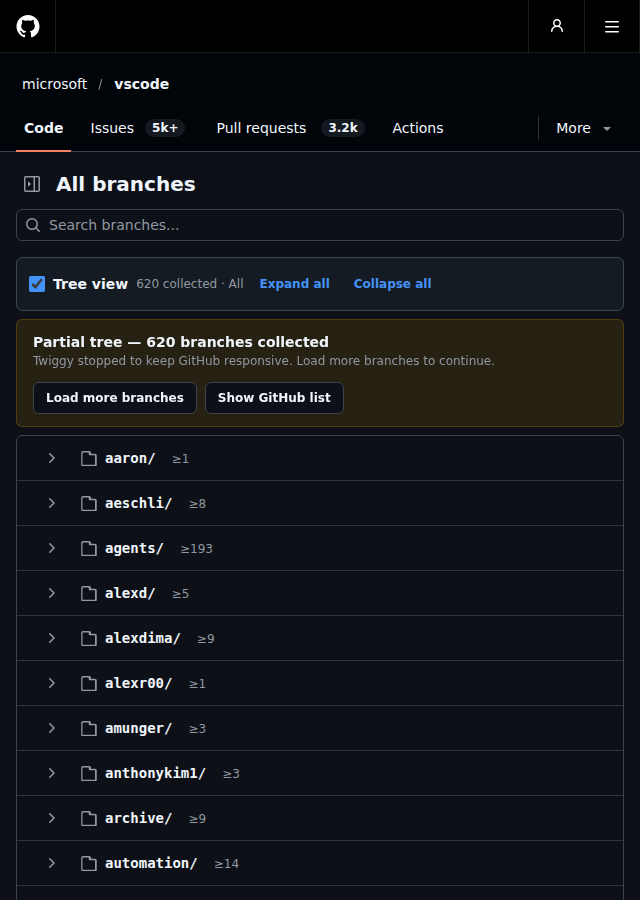 microsoft / vscode
Code Issues 5k+ Pull requests 3.2k Actions More
All branches
Search branches...
Tree view 620 collected · All Expand all Collapse all
Partial tree — 620 branches collected
Twiggy stopped to keep GitHub responsive. Load more branches to continue.
Load more branches Show GitHub list
aaron/ ≥1
aeschli/ ≥8
agents/ ≥193
alexd/ ≥5
alexdima/ ≥9
alexr00/ ≥1
amunger/ ≥3
anthonykim1/ ≥3
archive/ ≥9
automation/ ≥14